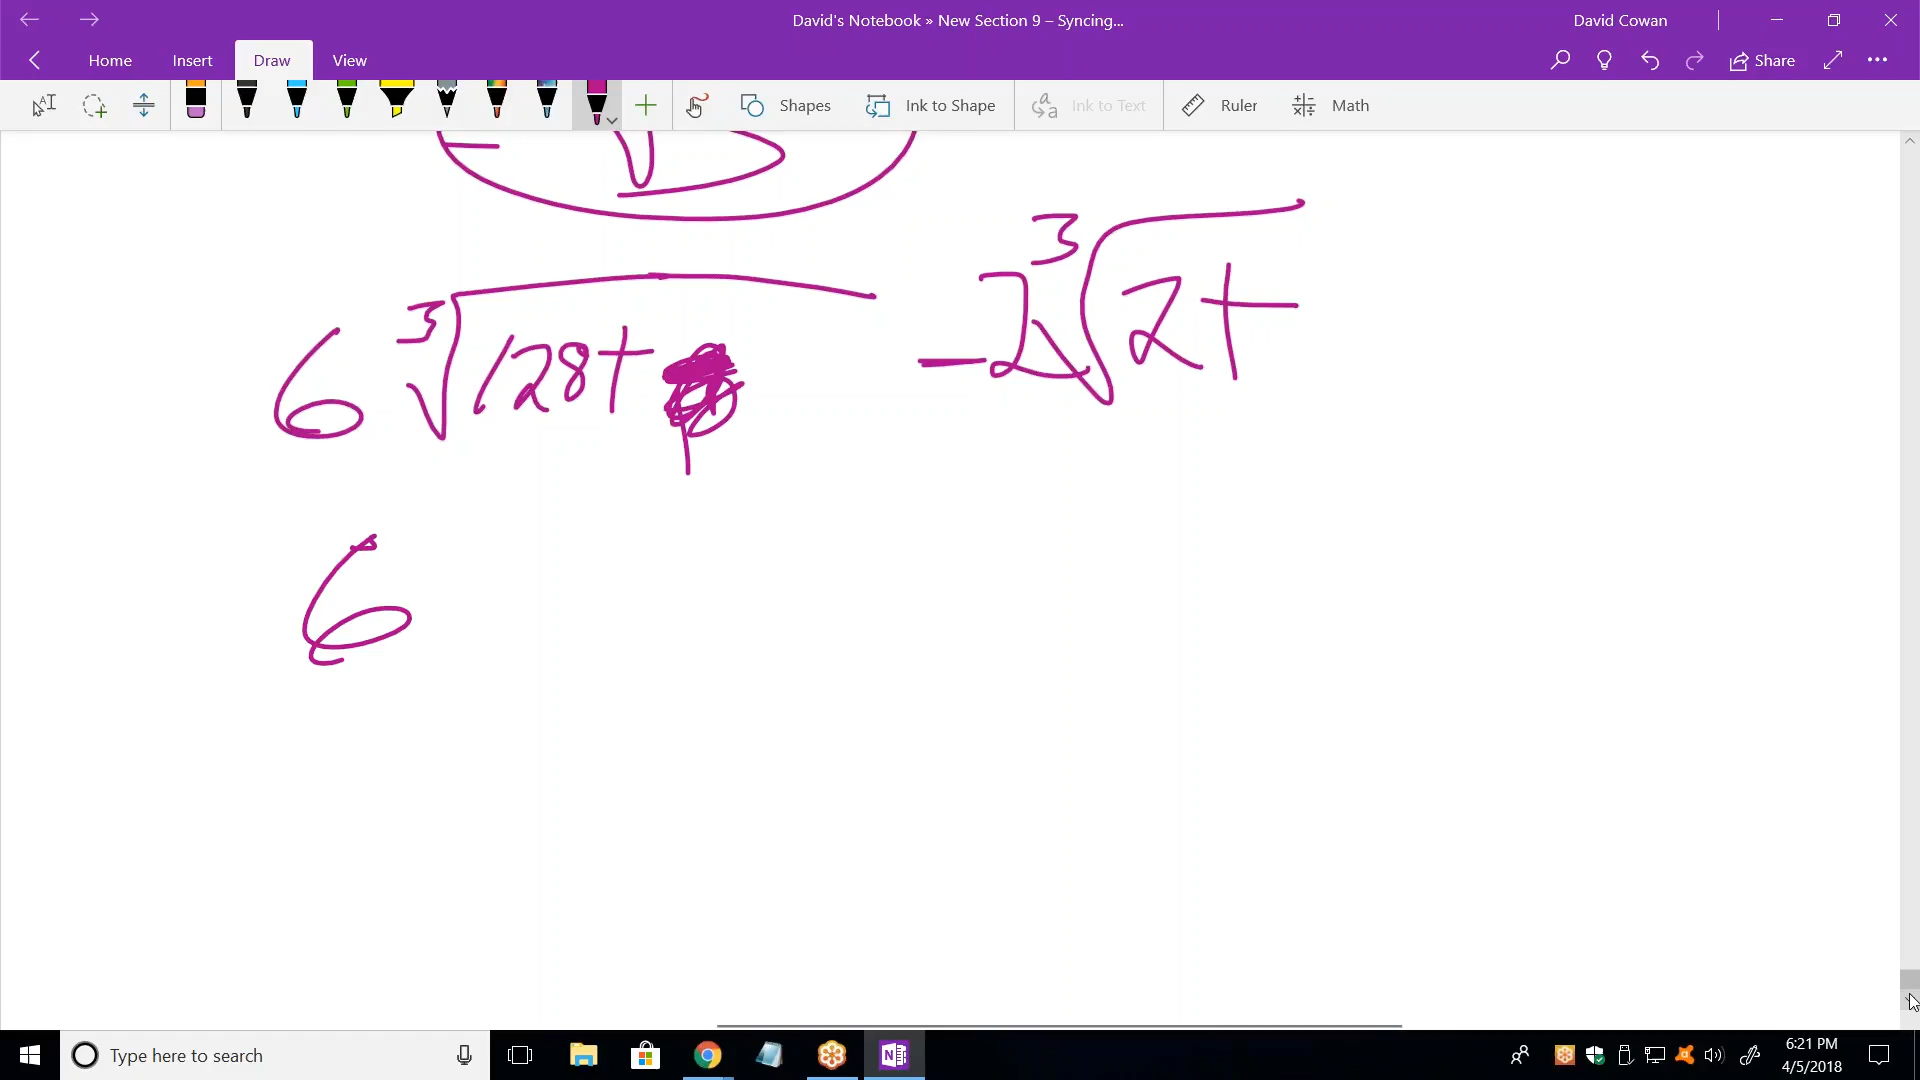 David's Notebook » New Section 9 – Syncing...
David Cowan
Home Insert Draw View
Share
Shapes Ink to Shape Ink to Text Ruler Math
6 ∛128t - 2 ∛2t
6
Type here to search
6:21 PM
4/5/2018